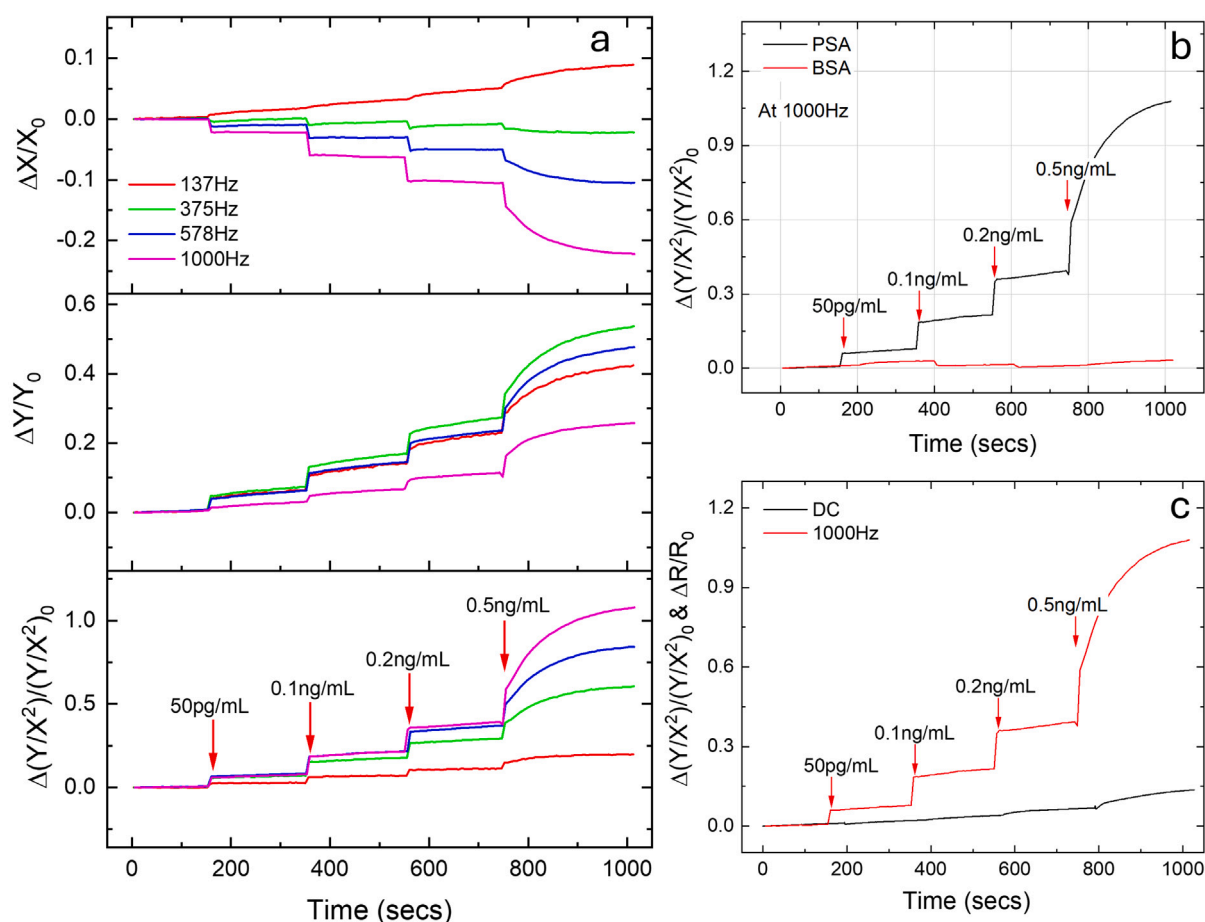 a
ΔX/X₀
0.1
0.0
-0.1
-0.2
137Hz
375Hz
578Hz
1000Hz
ΔY/Y₀
0.6
0.4
0.2
0.0
Δ(Y/X²)/(Y/X²)₀
1.0
0.5
0.0
50pg/mL
0.1ng/mL
0.2ng/mL
0.5ng/mL
0 200 400 600 800 1000
Time (secs)
b
PSA
BSA
At 1000Hz
Δ(Y/X²)/(Y/X²)₀
1.2
0.9
0.6
0.3
0.0
50pg/mL
0.1ng/mL
0.2ng/mL
0.5ng/mL
0 200 400 600 800 1000
Time (secs)
c
DC
1000Hz
Δ(Y/X²)/(Y/X²)₀ & ΔR/R₀
1.2
0.9
0.6
0.3
0.0
50pg/mL
0.1ng/mL
0.2ng/mL
0.5ng/mL
0 200 400 600 800 1000
Time (secs)